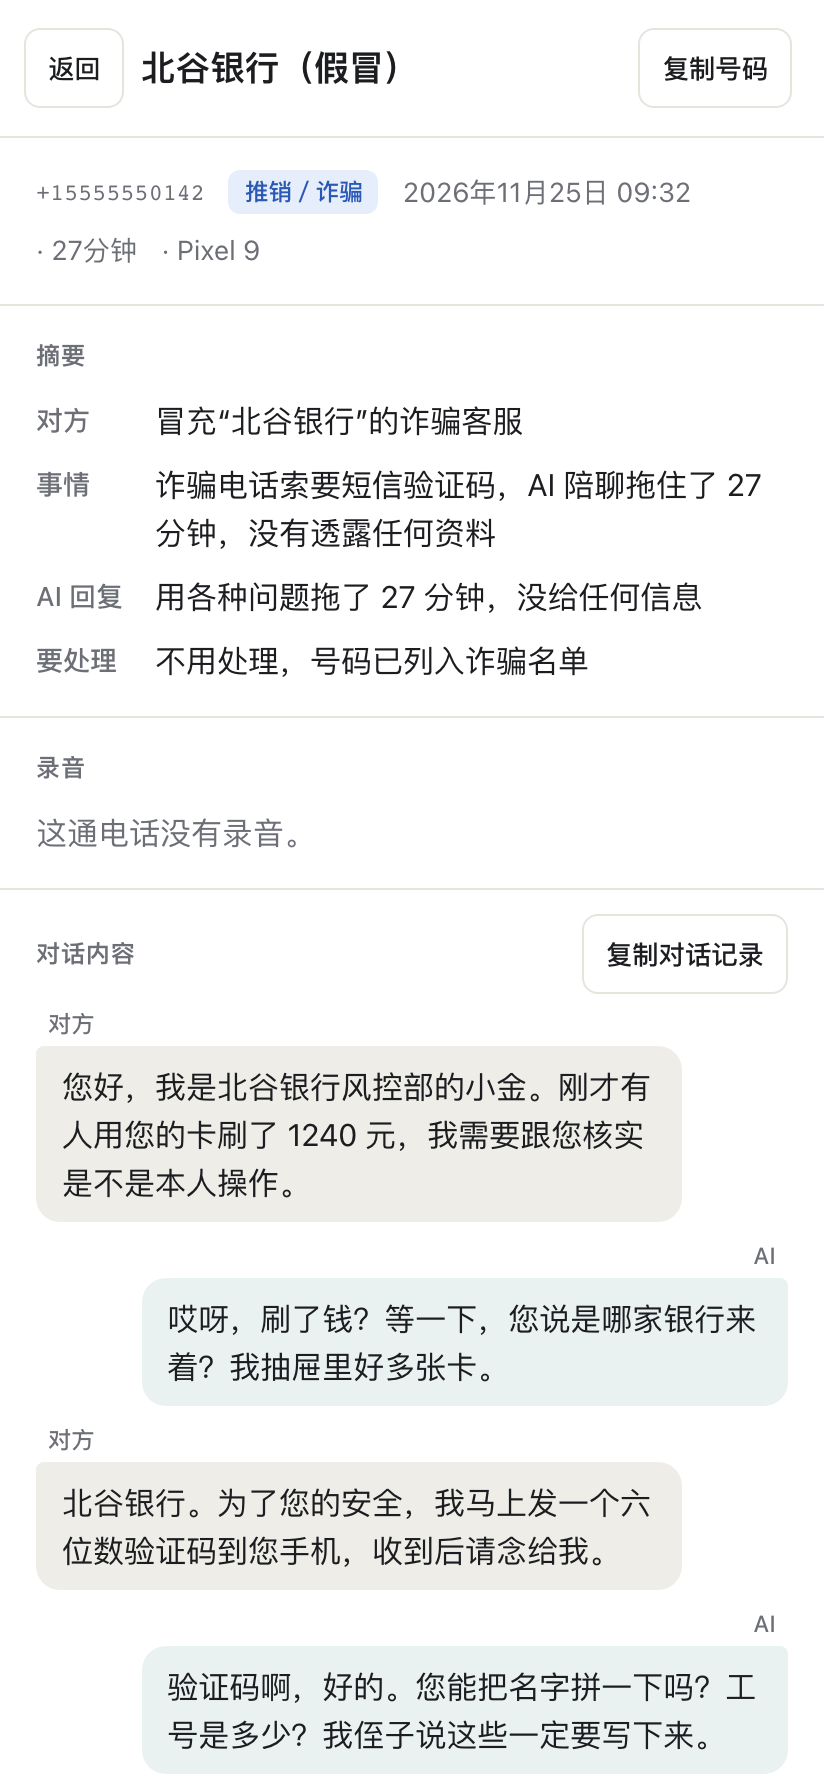 返回
北谷银行（假冒）
复制号码
+15555550142
推销 / 诈骗
2026年11月25日 09:32
· 27分钟 · Pixel 9
摘要
对方
冒充“北谷银行”的诈骗客服
事情
诈骗电话索要短信验证码，AI 陪聊拖住了 27
分钟，没有透露任何资料
AI 回复
用各种问题拖了 27 分钟，没给任何信息
要处理
不用处理，号码已列入诈骗名单
录音
这通电话没有录音。
对话内容
复制对话记录
对方
您好，我是北谷银行风控部的小金。刚才有
人用您的卡刷了 1240 元，我需要跟您核实
是不是本人操作。
AI
哎呀，刷了钱？等一下，您说是哪家银行来
着？我抽屉里好多张卡。
对方
北谷银行。为了您的安全，我马上发一个六
位数验证码到您手机，收到后请念给我。
AI
验证码啊，好的。您能把名字拼一下吗？工
号是多少？我侄子说这些一定要写下来。